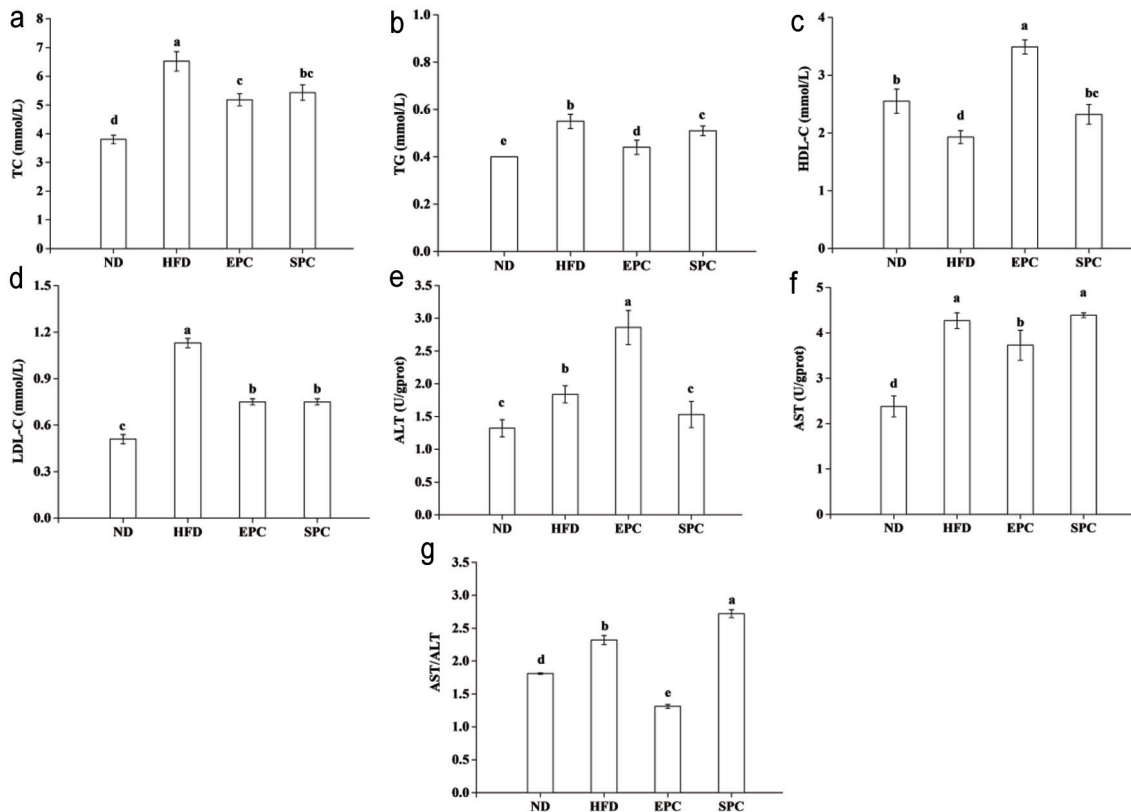 a
TC (mmol/L)
8
7
6
5
4
3
2
1
0
d
a
c
bc
ND HFD EPC SPC
b
TG (mmol/L)
1.0
0.8
0.6
0.4
0.2
0.0
e
b
d
c
ND HFD EPC SPC
c
HDL-C (mmol/L)
4
3
2
1
0
b
d
a
bc
ND HFD EPC SPC
d
LDL-C (mmol/L)
1.5
1.2
0.9
0.6
0.3
0.0
c
a
b
b
ND HFD EPC SPC
e
ALT (U/gprot)
3.5
3.0
2.5
2.0
1.5
1.0
0.5
0.0
c
b
a
c
ND HFD EPC SPC
f
AST (U/gprot)
5
4
3
2
1
0
d
a
b
a
ND HFD EPC SPC
g
AST/ALT
3.5
3.0
2.5
2.0
1.5
1.0
0.5
0.0
d
b
e
a
ND HFD EPC SPC